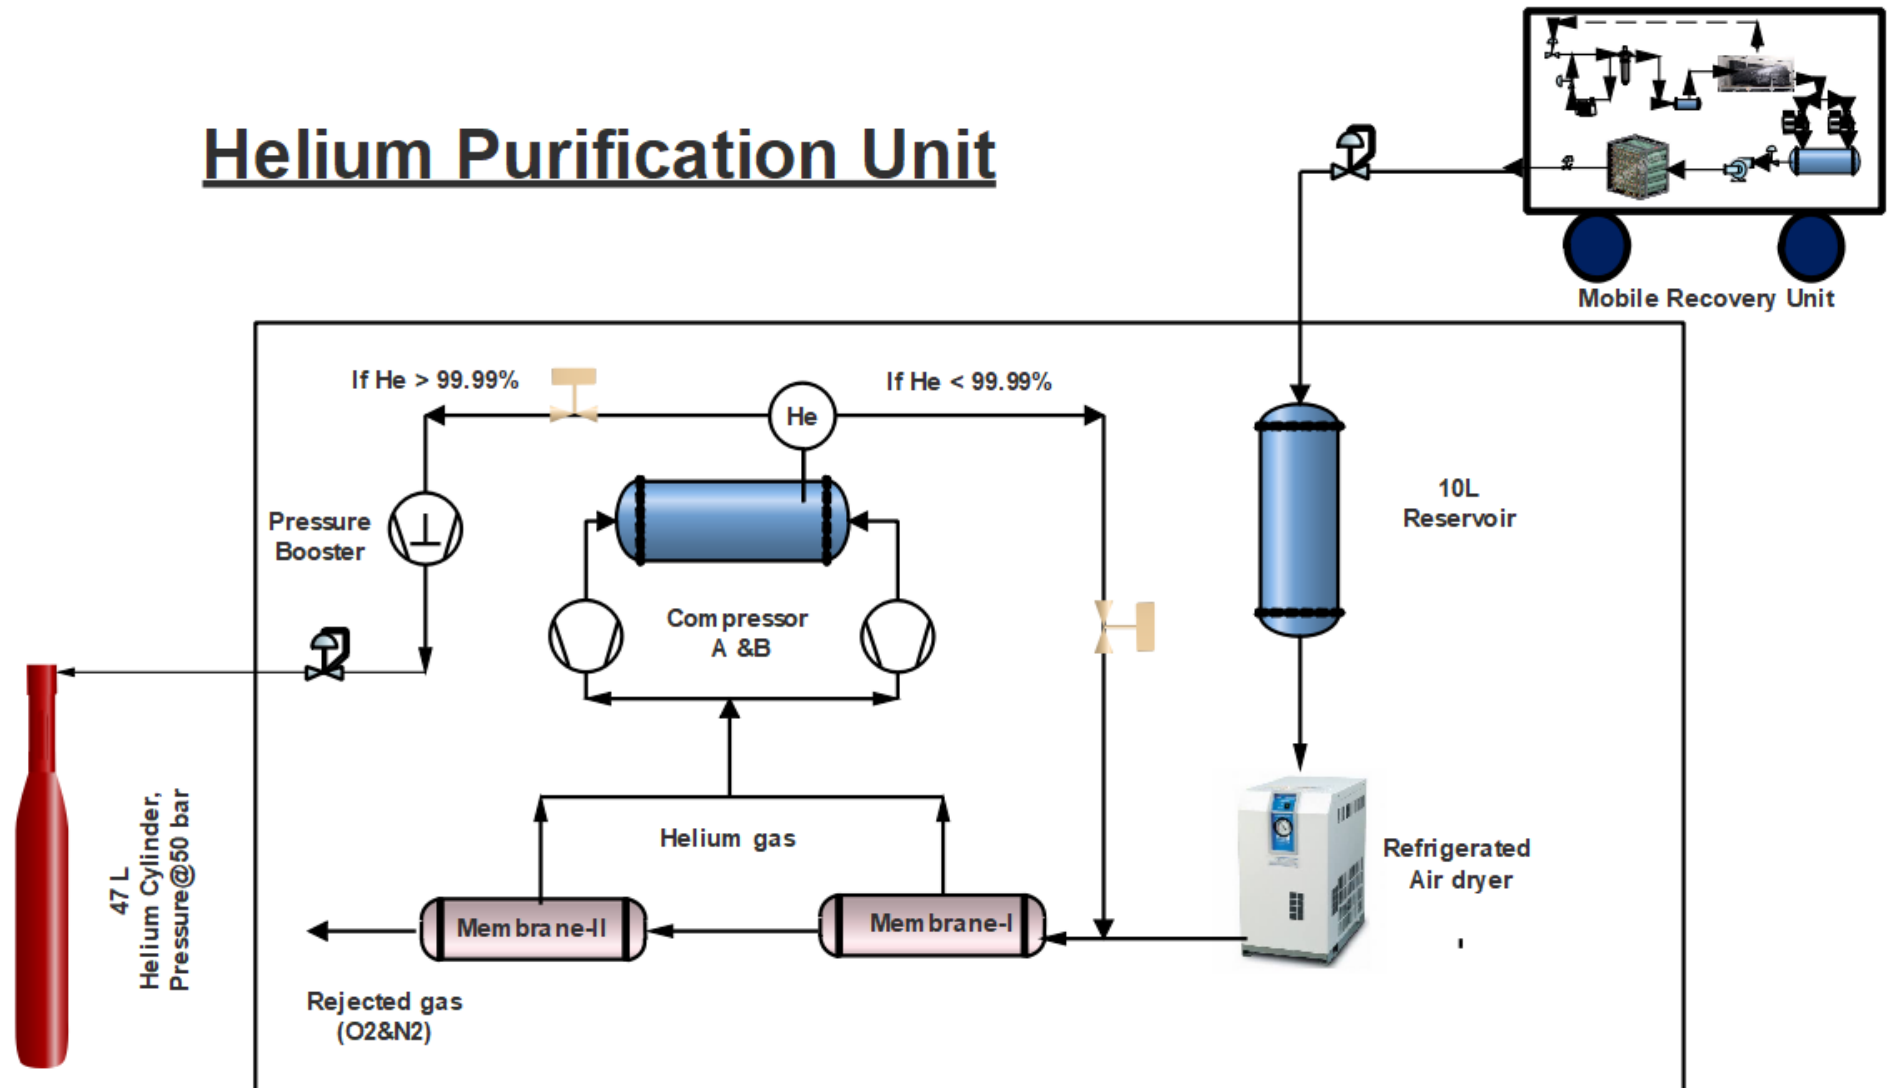 Helium Purification Unit
Mobile Recovery Unit
If He > 99.99%
He
If He < 99.99%
Pressure
Booster
Compressor
A &B
10L
Reservoir
47 L
Helium Cylinder,
Pressure@50 bar
Helium gas
Refrigerated
Air dryer
Membrane-II
Membrane-I
Rejected gas
(O2&N2)